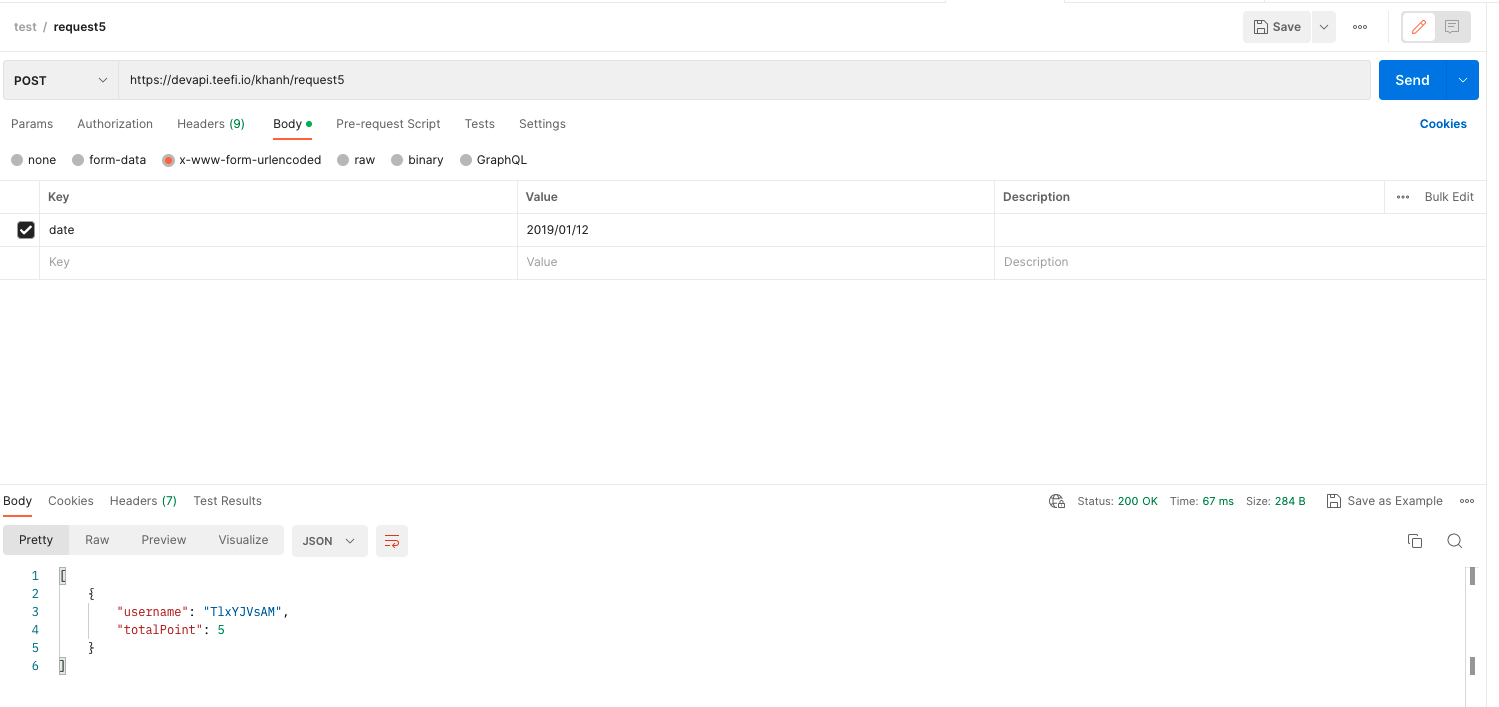 test / request5
Save
POST https://devapi.teefi.io/khanh/request5 Send
Params Authorization Headers (9) Body Pre-request Script Tests Settings Cookies
none form-data x-www-form-urlencoded raw binary GraphQL
Key Value Description Bulk Edit
date 2019/01/12
Key Value Description
Body Cookies Headers (7) Test Results Status: 200 OK Time: 67 ms Size: 284 B Save as Example
Pretty Raw Preview Visualize JSON
1 [
2 {
3 "username": "TlxYJVsAM",
4 "totalPoint": 5
5 }
6 ]